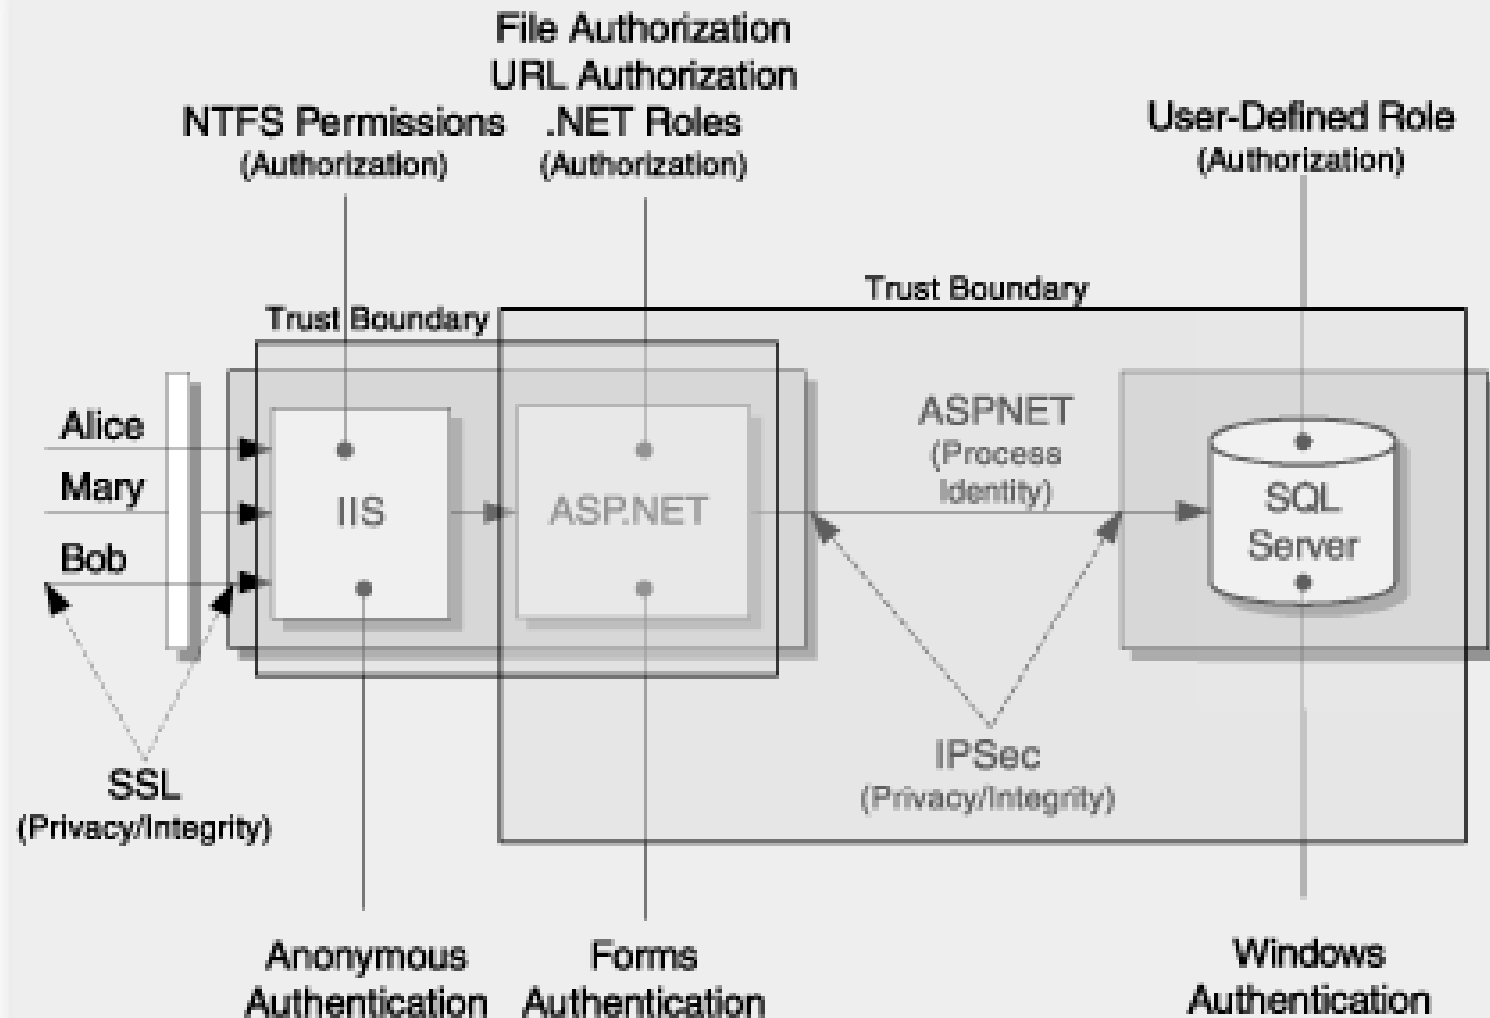 File Authorization
URL Authorization
NTFS Permissions
(Authorization)
.NET Roles
(Authorization)
User-Defined Role
(Authorization)
Trust Boundary
Trust Boundary
Alice
Mary
Bob
IIS
ASP.NET
ASPNET
(Process
Identity)
SQL
Server
SSL
(Privacy/Integrity)
IPSec
(Privacy/Integrity)
Anonymous
Authentication
Forms
Authentication
Windows
Authentication